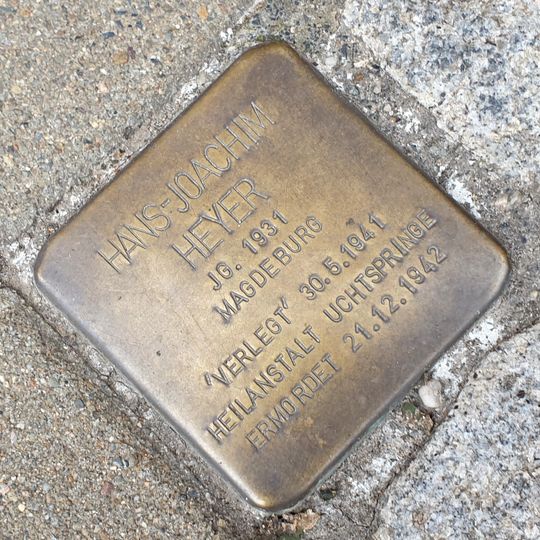 HANS-JOACHIM
HEYER
JG. 1931
MAGDEBURG
'VERLEGT' 30.5.1941
HEILANSTALT UCHTSPRINGE
ERMORDET 21.12.1942